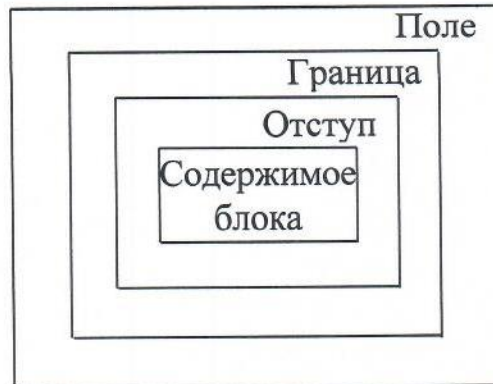 Поле
Граница
Отступ
Содержимое
блока